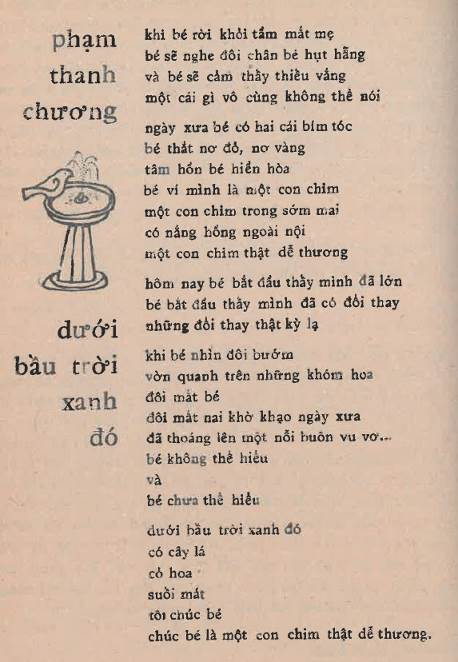 phạm
thanh
chương
dưới
bầu trời
xanh
đó
khi bé rời khỏi tầm mắt mẹ
bé sẽ nghe đôi chân bé hụt hẫng
và bé sẽ cảm thấy thiếu vắng
một cái gì vô cùng không thể nói
ngày xưa bé có hai cái bím tóc
bé thắt nơ đỏ, nơ vàng
tâm hồn bé hiền hòa
bé ví mình là một con chim
một con chim trong sớm mai
có nắng hồng ngoài nội
một con chim thật dễ thương
hôm nay bé bắt đầu thấy mình đã lớn
bé bắt đầu thấy mình đã có đổi thay
những đổi thay thật kỳ lạ
khi bé nhìn đôi bướm
vờn quanh trên những khóm hoa
đôi mắt bé
đôi mắt nai khờ khạo ngày xưa
đã thoáng lên một nỗi buồn vu vơ...
bé không thể hiểu
và
bé chưa thể hiểu
dưới bầu trời xanh đó
có cây lá
cỏ hoa
suối mát
tôi chúc bé
chúc bé là một con chim thật dễ thương.